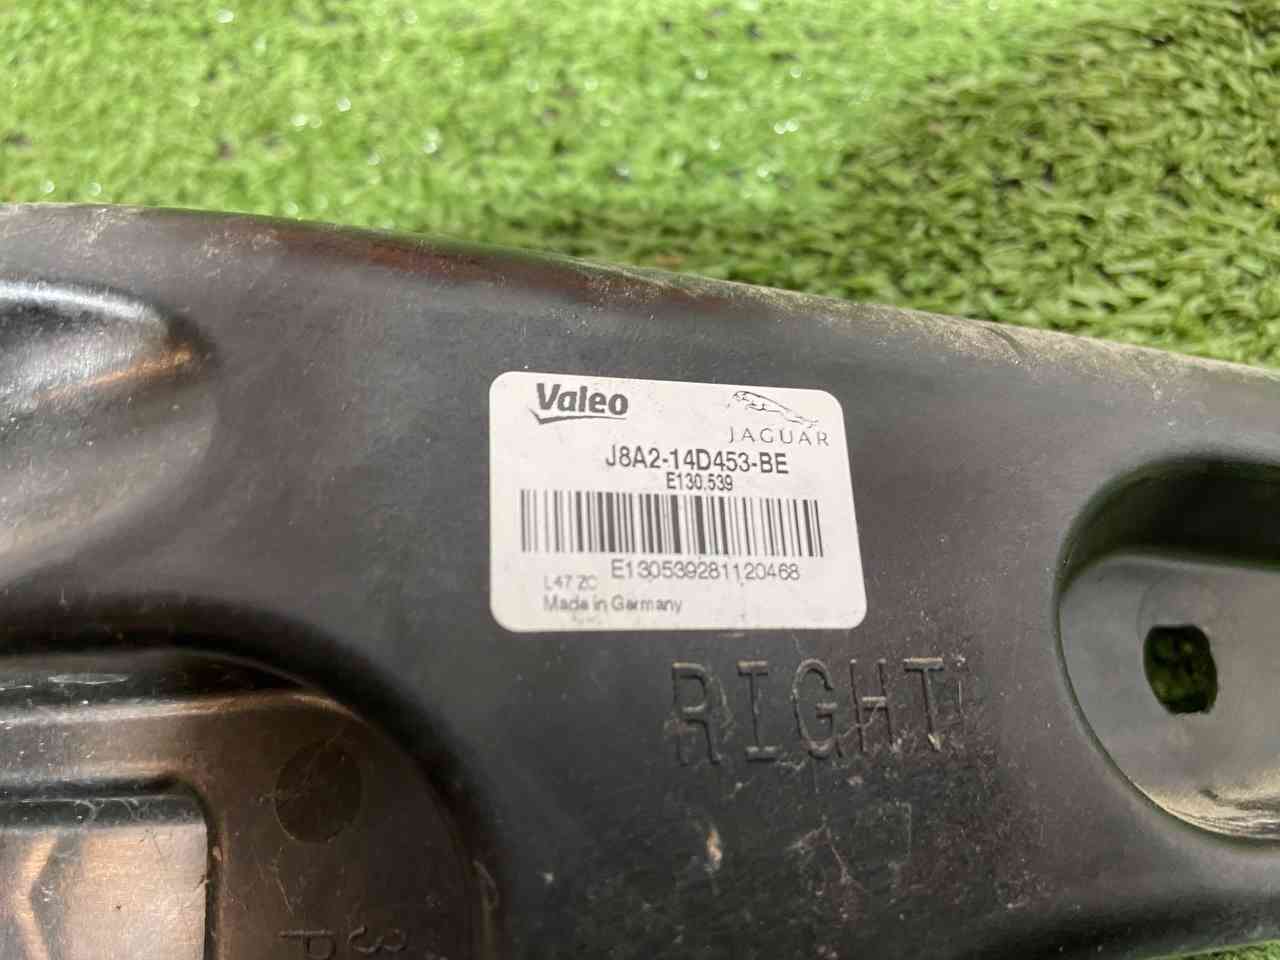 Valeo
JAGUAR
J8A2-14D453-BE
E130.539
E130539281120468
L47 ZC
Made in Germany
RIGHT